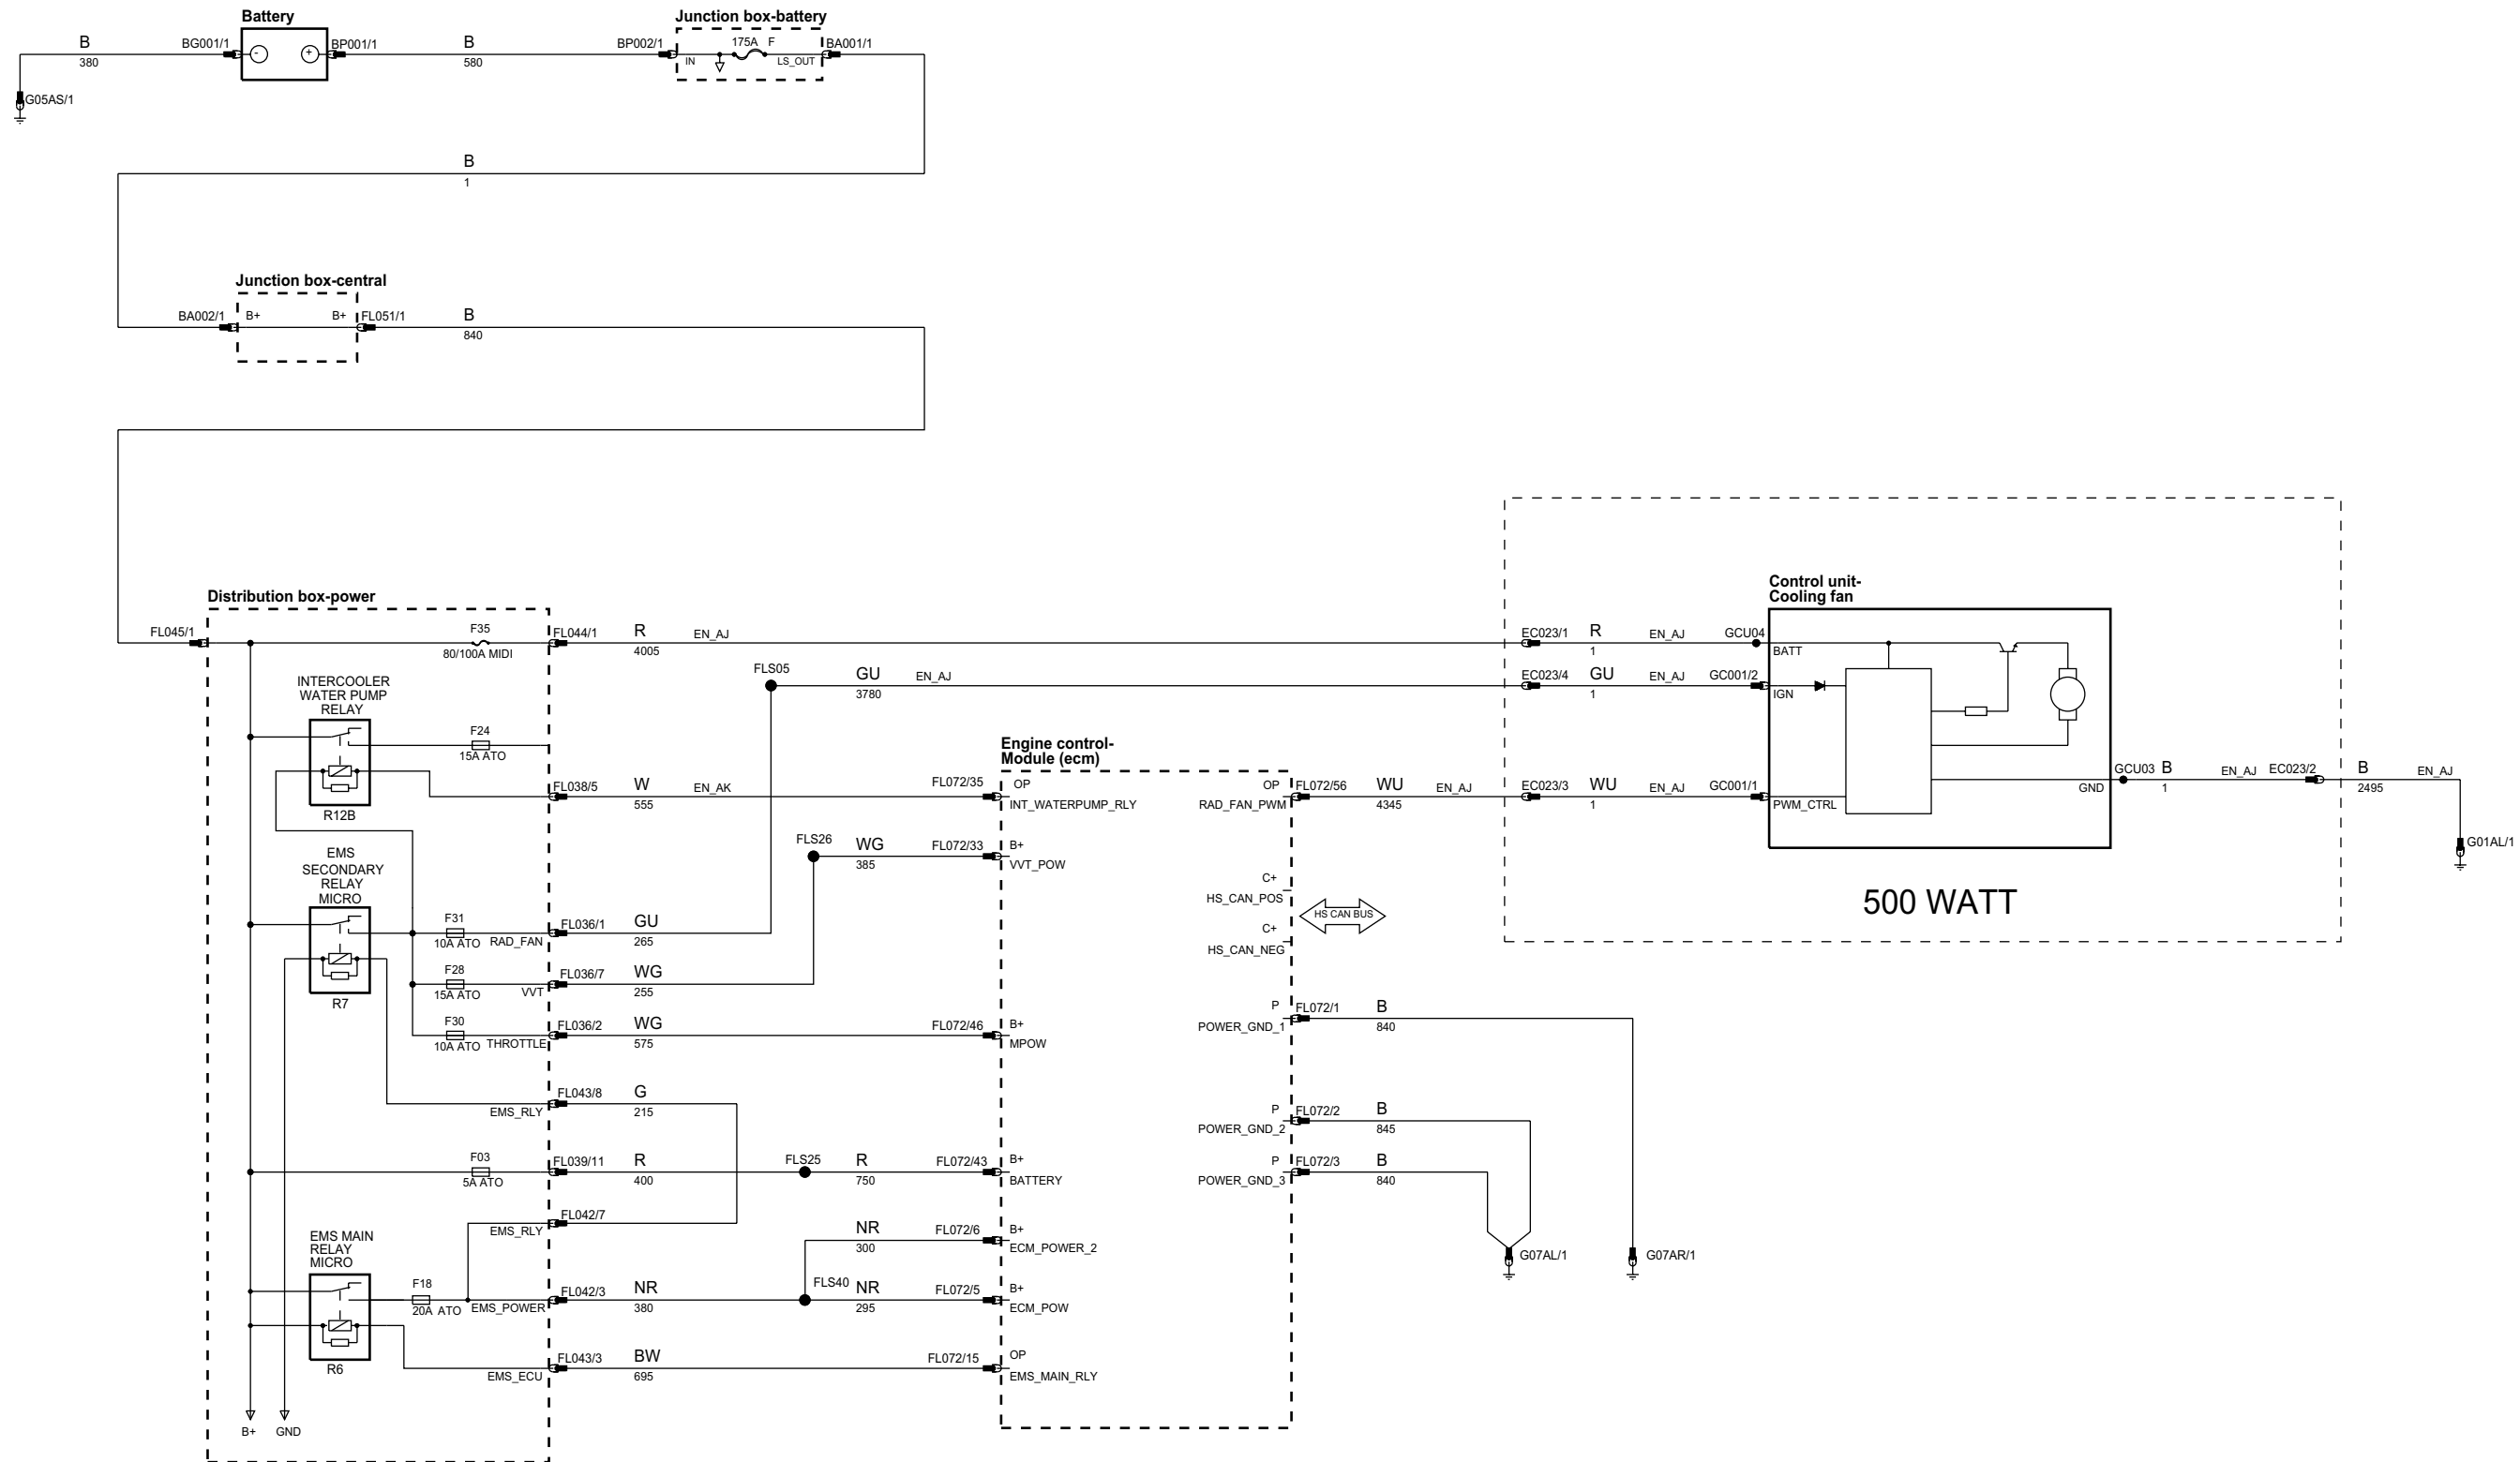 Battery
Junction box-battery
B
380
BG001/1
-
+
BP001/1
B
580
BP002/1
175A F
IN
LS_OUT
BA001/1
G05AS/1
B
1
Junction box-central
BA002/1
B+
B+
FL051/1
B
840
Distribution box-power
FL045/1
F35
80/100A MIDI
FL044/1
R
4005
EN_AJ
EC023/1
R
1
EN_AJ
GCU04
BATT
Control unit-
Cooling fan
FLS05
GU
3780
EN_AJ
EC023/4
GU
1
EN_AJ
GC001/2
IGN
INTERCOOLER
WATER PUMP
RELAY
F24
15A ATO
R12B
FL038/5
W
555
EN_AK
Engine control-
Module (ecm)
FL072/35
OP
INT_WATERPUMP_RLY
OP
RAD_FAN_PWM
FL072/56
WU
4345
EN_AJ
EC023/3
WU
1
EN_AJ
GC001/1
PWM_CTRL
GND
GCU03
B
1
EN_AJ
EC023/2
B
2495
EN_AJ
G01AL/1
500 WATT
FLS26
WG
385
FL072/33
B+
VVT_POW
C+
HS_CAN_POS
HS CAN BUS
C+
HS_CAN_NEG
EMS
SECONDARY
RELAY
MICRO
R7
F31
10A ATO
RAD_FAN
FL036/1
GU
265
F28
15A ATO
VVT
FL036/7
WG
255
F30
10A ATO
THROTTLE
FL036/2
WG
575
FL072/46
B+
MPOW
P
POWER_GND_1
FL072/1
B
840
EMS_RLY
FL043/8
G
215
P
POWER_GND_2
FL072/2
B
845
F03
5A ATO
FL039/11
R
400
FLS25
R
750
FL072/43
B+
BATTERY
P
POWER_GND_3
FL072/3
B
840
EMS_RLY
FL042/7
NR
300
FL072/6
B+
ECM_POWER_2
G07AL/1
G07AR/1
EMS MAIN
RELAY
MICRO
R6
F18
20A ATO
EMS_POWER
FL042/3
NR
380
FLS40
NR
295
FL072/5
B+
ECM_POW
EMS_ECU
FL043/3
BW
695
FL072/15
OP
EMS_MAIN_RLY
B+
GND